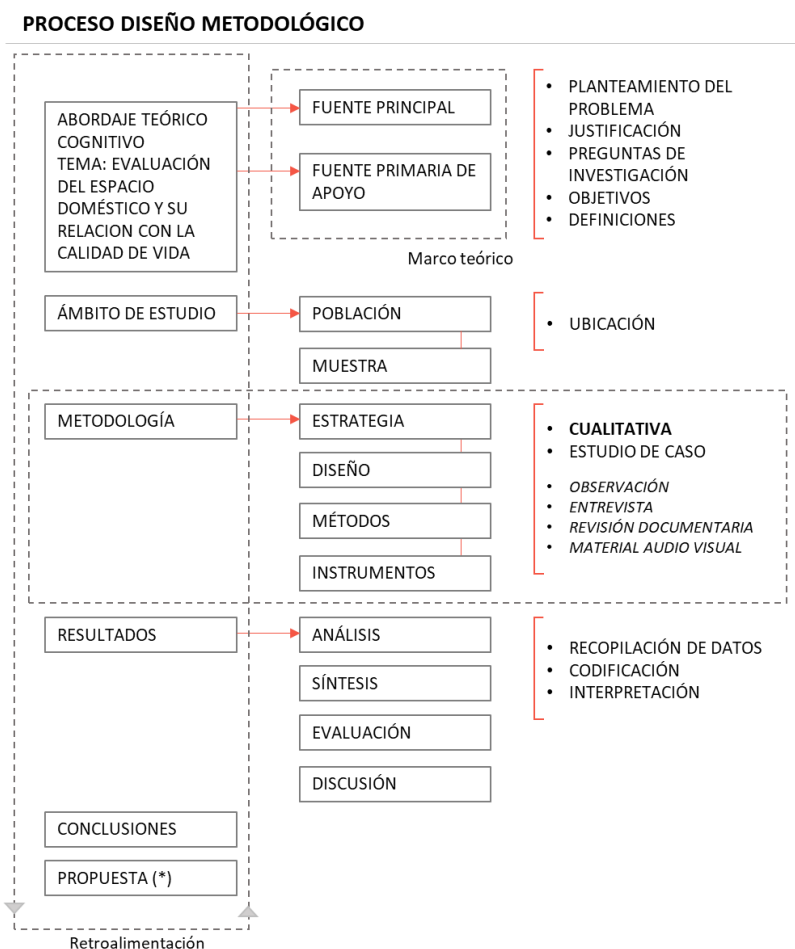 PROCESO DISEÑO METODOLÓGICO
ABORDAJE TEÓRICO
COGNITIVO
TEMA: EVALUACIÓN
DEL ESPACIO
DOMÉSTICO Y SU
RELACION CON LA
CALIDAD DE VIDA
FUENTE PRINCIPAL
FUENTE PRIMARIA DE
APOYO
Marco teórico
• PLANTEAMIENTO DEL
PROBLEMA
• JUSTIFICACIÓN
• PREGUNTAS DE
INVESTIGACIÓN
• OBJETIVOS
• DEFINICIONES
ÁMBITO DE ESTUDIO
POBLACIÓN
MUESTRA
• UBICACIÓN
METODOLOGÍA
ESTRATEGIA
DISEÑO
MÉTODOS
INSTRUMENTOS
• CUALITATIVA
• ESTUDIO DE CASO
• OBSERVACIÓN
• ENTREVISTA
• REVISIÓN DOCUMENTARIA
• MATERIAL AUDIO VISUAL
RESULTADOS
ANÁLISIS
SÍNTESIS
EVALUACIÓN
DISCUSIÓN
• RECOPILACIÓN DE DATOS
• CODIFICACIÓN
• INTERPRETACIÓN
CONCLUSIONES
PROPUESTA (*)
Retroalimentación